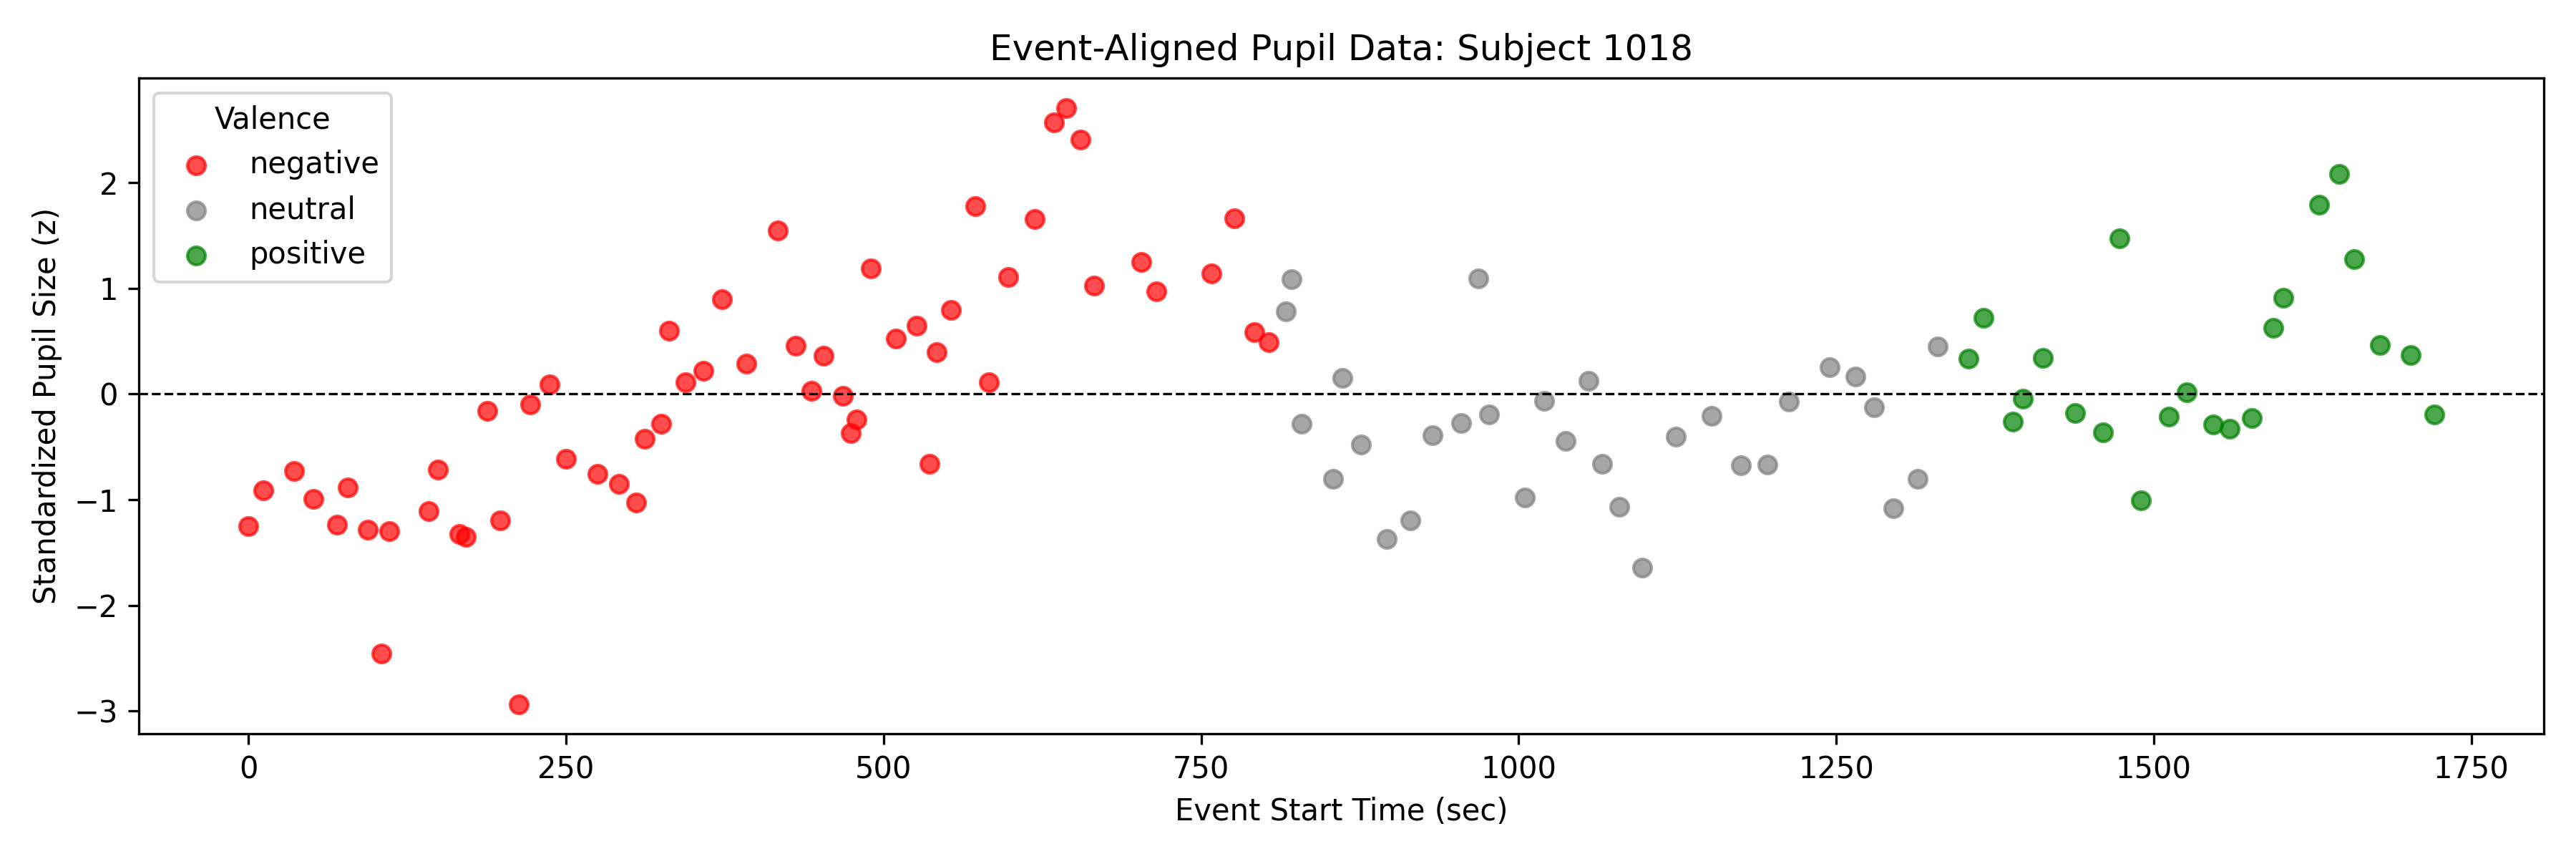 Event-Aligned Pupil Data: Subject 1018
Valence
negative
neutral
positive
Standardized Pupil Size (z)
2
1
0
−1
−2
−3
0 250 500 750 1000 1250 1500 1750
Event Start Time (sec)